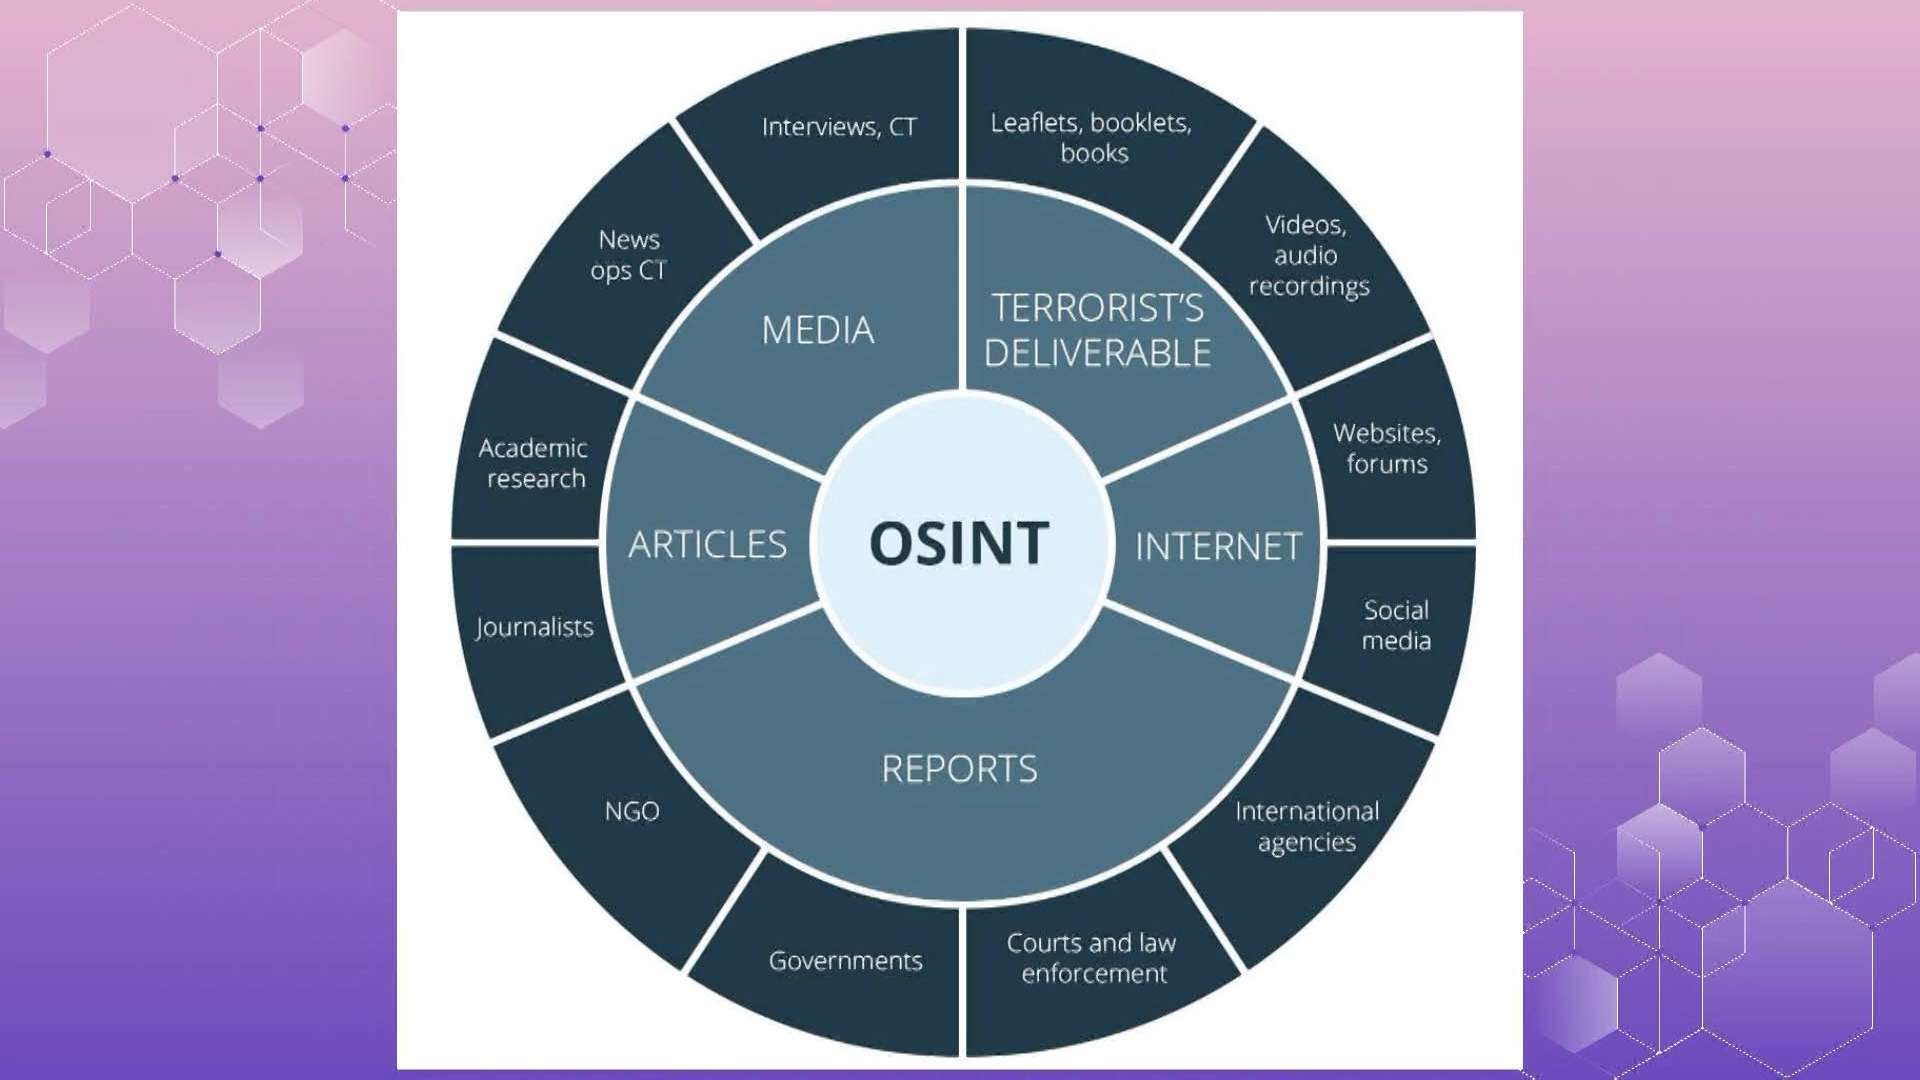 Interviews, CT
Leaflets, booklets,
books
News
ops CT
Videos,
audio
recordings
MEDIA
TERRORIST’S
DELIVERABLE
Academic
research
Websites,
forums
ARTICLES
OSINT
INTERNET
Journalists
Social
media
REPORTS
NGO
International
agencies
Governments
Courts and law
enforcement